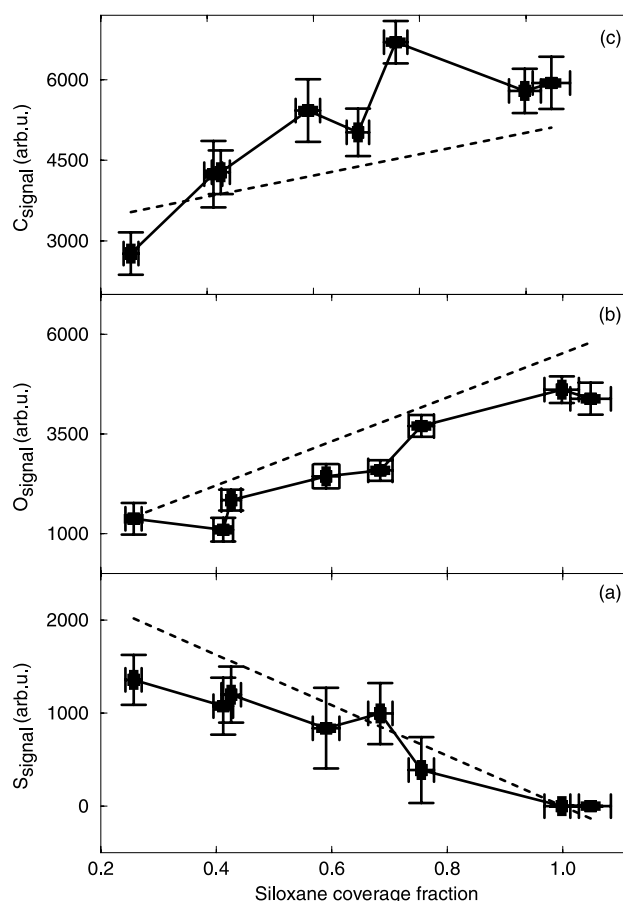 (c)
6000
4500
3000
C_signal (arb.u.)
(b)
6000
3500
1000
O_signal (arb.u.)
(a)
2000
1000
0
S_signal (arb.u.)
0.2 0.4 0.6 0.8 1.0
Siloxane coverage fraction